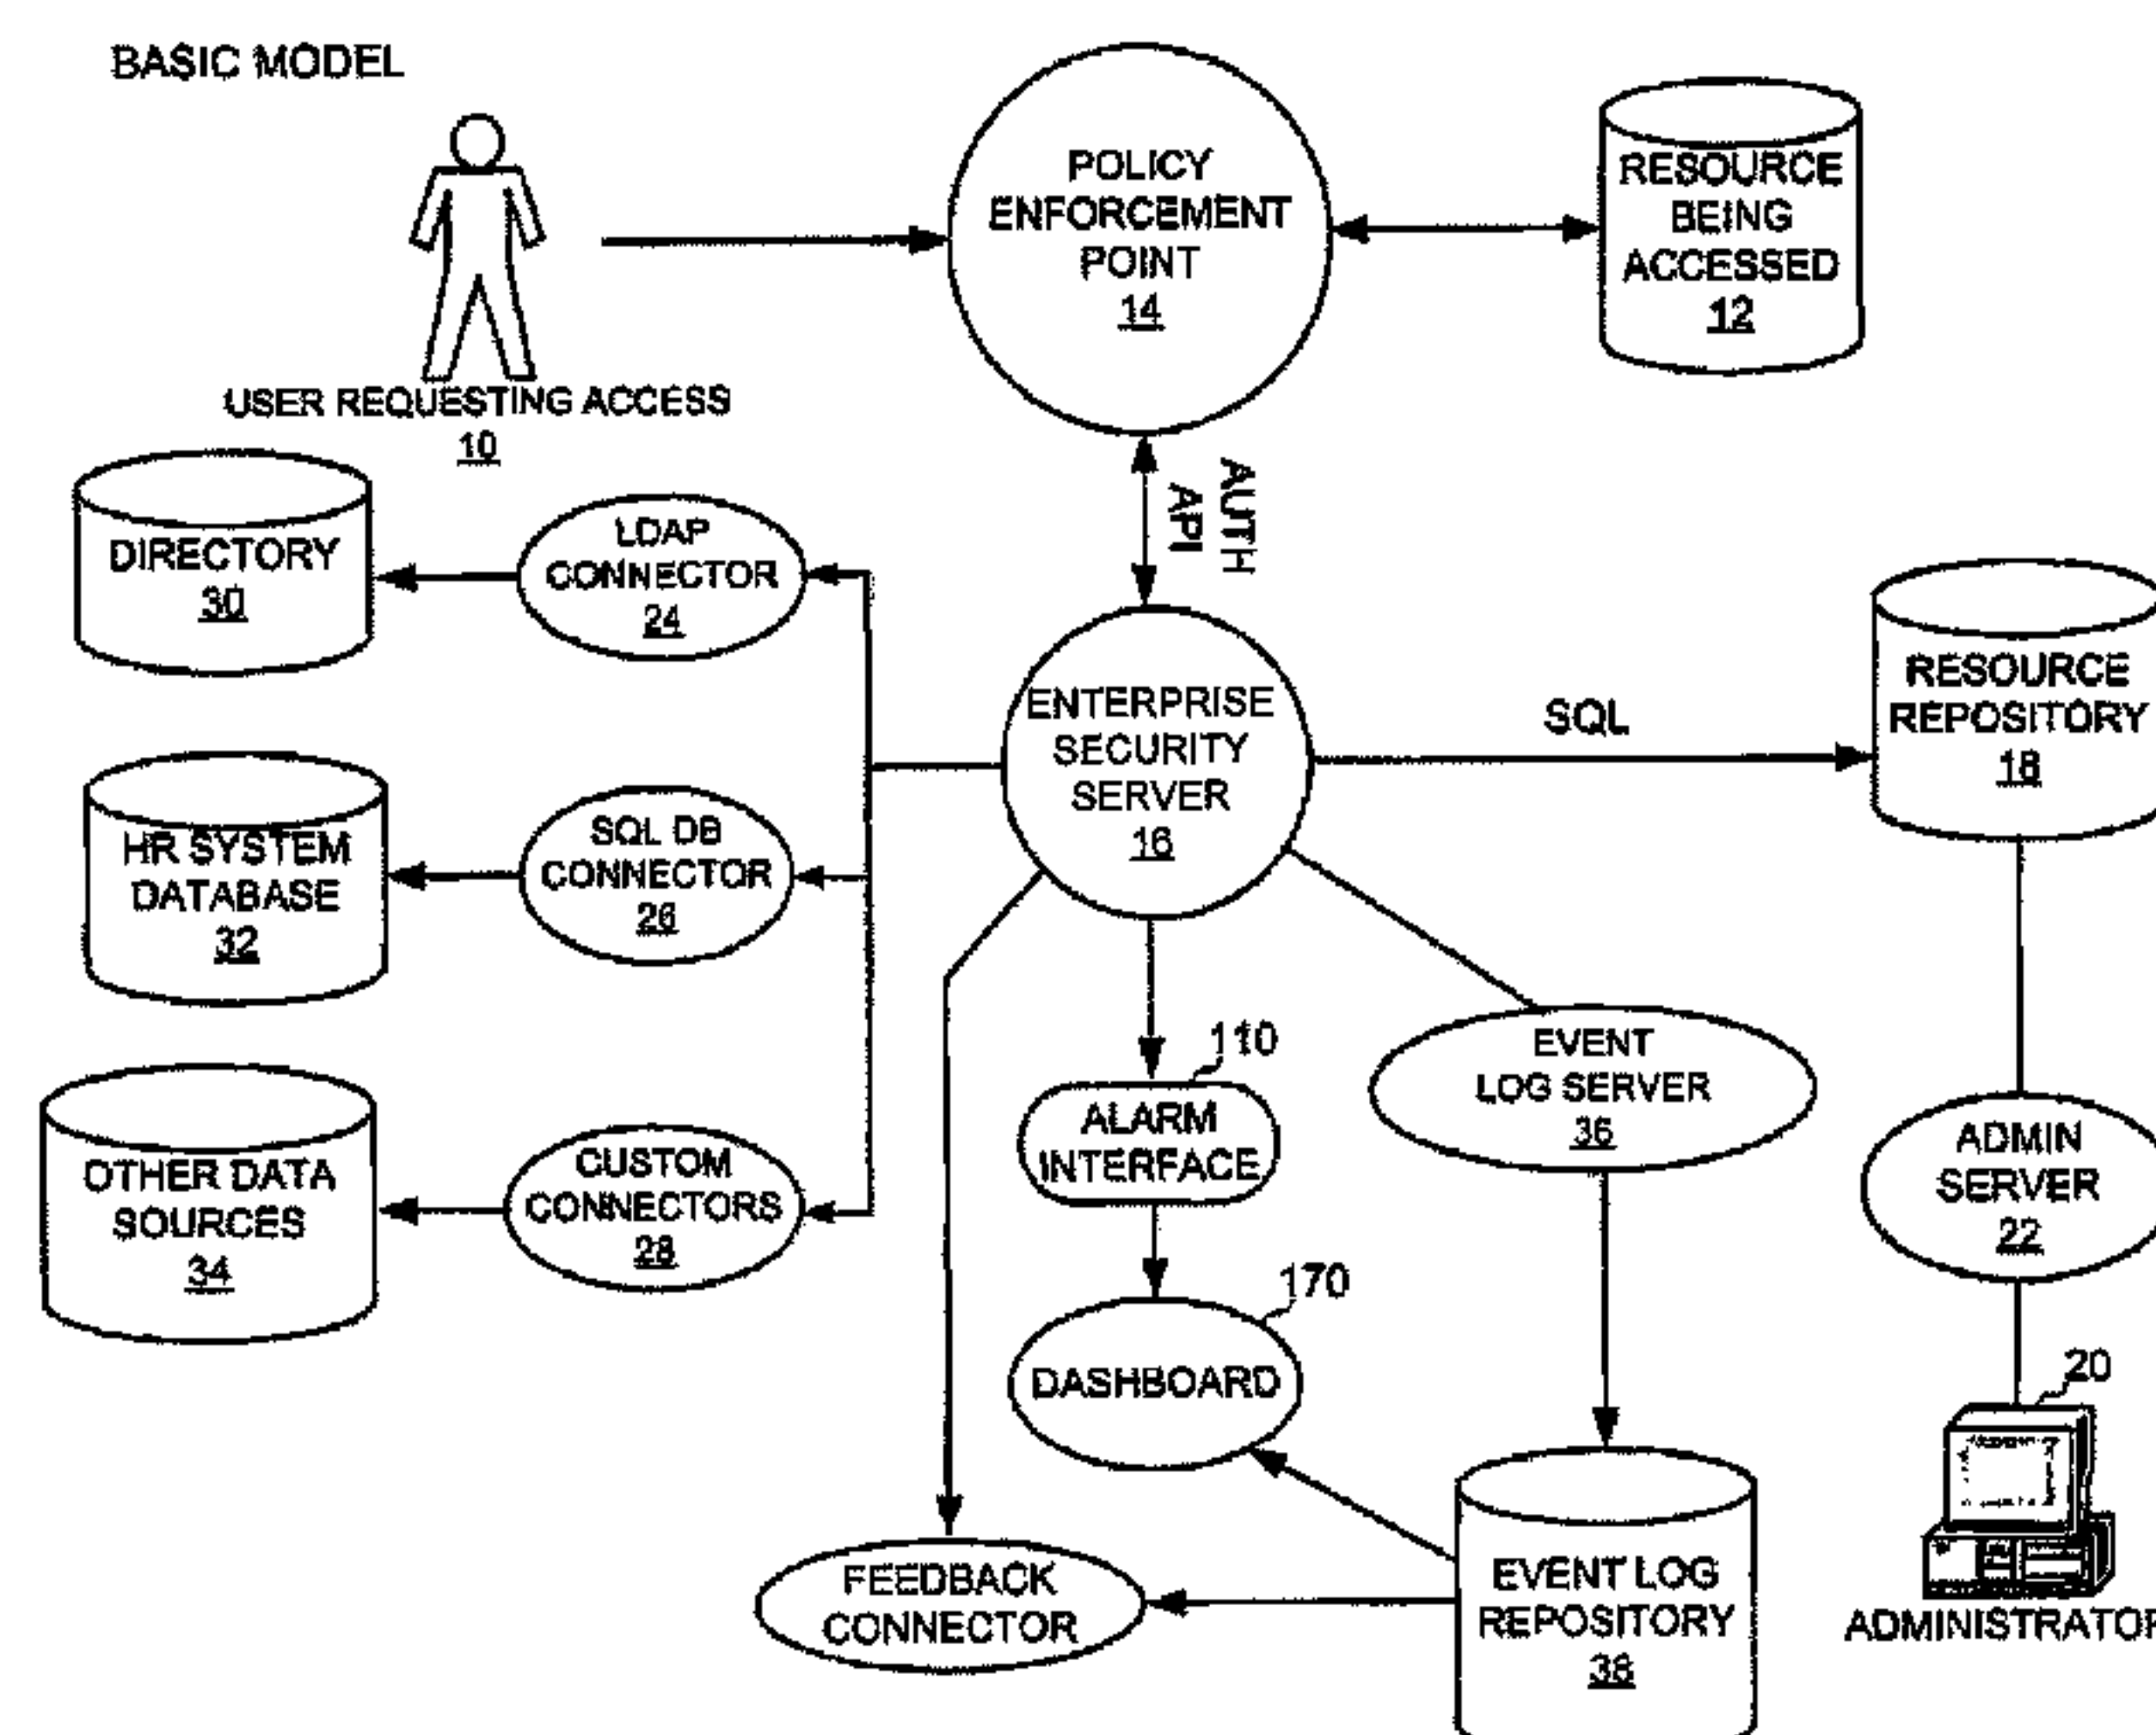 BASIC MODEL
POLICY
ENFORCEMENT
POINT
14
RESOURCE
BEING
ACCESSED
12
USER REQUESTING ACCESS
10
AUTH
API
DIRECTORY
30
LDAP
CONNECTOR
24
ENTERPRISE
SECURITY
SERVER
16
SQL
RESOURCE
REPOSITORY
18
HR SYSTEM
DATABASE
32
SQL DB
CONNECTOR
26
110
ALARM
INTERFACE
EVENT
LOG SERVER
36
ADMIN
SERVER
22
OTHER DATA
SOURCES
34
CUSTOM
CONNECTORS
28
170
DASHBOARD
20
ADMINISTRATOR
FEEDBACK
CONNECTOR
EVENT LOG
REPOSITORY
38